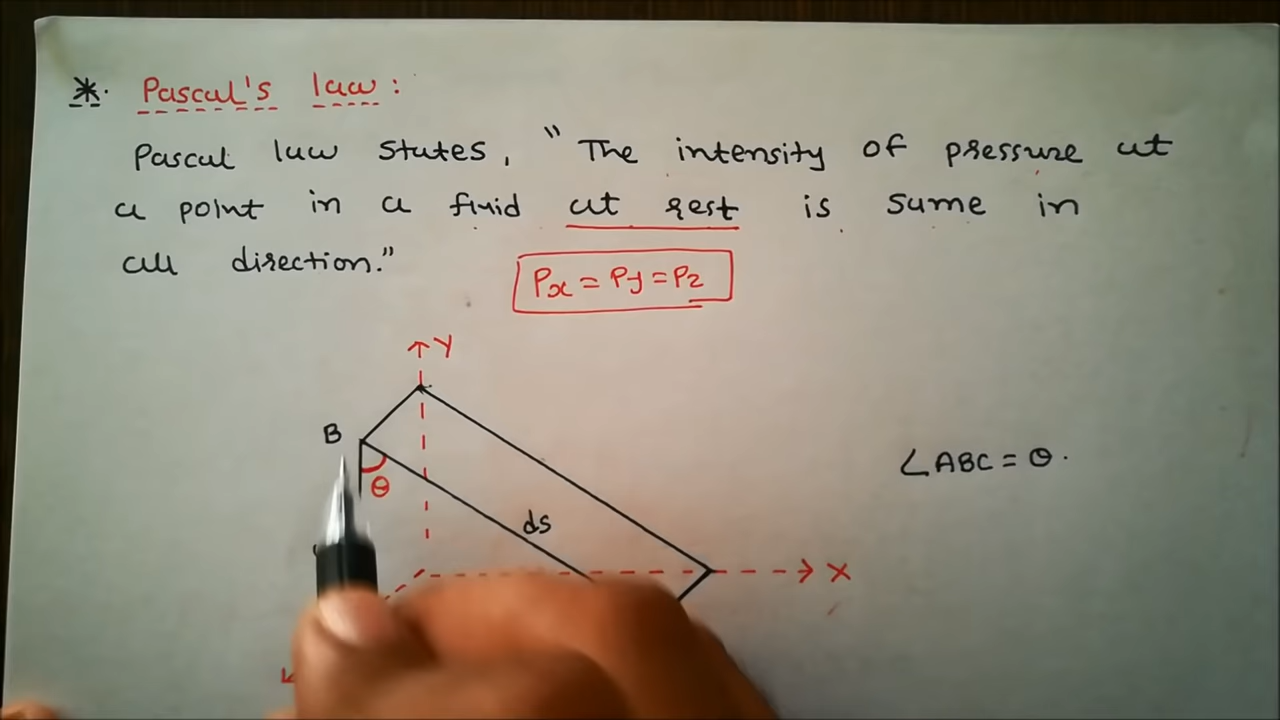 * Pascal's law:
Pascal law states, "The intensity of pressure at
a point in a fluid at rest is same in
all direction."
Px = Py = Pz
Y
B
θ
ds
∠ABC = θ.
X